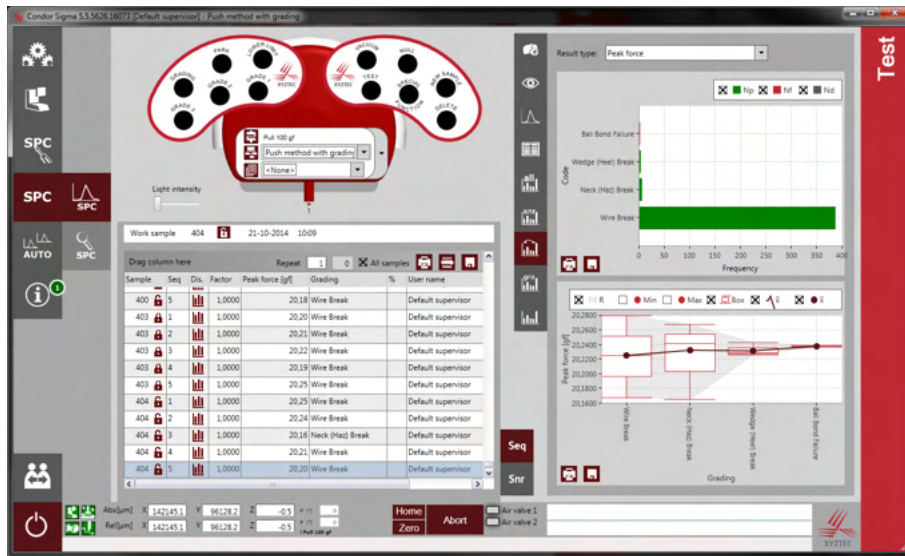 Condor Sigma 5.5.5626.16073 [Default supervisor] - Push method with grading
Test
SPC
SPC
SPC
AUTO
SPC
1
PARK
LOWER LIMIT
GRADING
GRADE 2
GRADE 3
GRADE
XYZTEC
VACUUM
NULL
TEST
SPECIAL FUNCTION
NEW SAMPLE
DELETE
XYZTEC
Pull 100 gf
Push method with grading
<None>
Light intensity
1
Work sample 404 21-10-2014 10:09
Drag column here Repeat 1 0 All samples
Sample Seq Dis. Factor Peak force [gf] Grading % User name
400 5 1,0000 20,18 Wire Break Default supervisor
403 1 1,0000 20,20 Wire Break Default supervisor
403 2 1,0000 20,21 Wire Break Default supervisor
403 3 1,0000 20,22 Wire Break Default supervisor
403 4 1,0000 20,19 Wire Break Default supervisor
403 5 1,0000 20,25 Wire Break Default supervisor
404 1 1,0000 20,25 Wire Break Default supervisor
404 2 1,0000 20,24 Wire Break Default supervisor
404 3 1,0000 20,16 Neck (Haz) Break Default supervisor
404 4 1,0000 20,21 Wire Break Default supervisor
404 5 1,0000 20,20 Wire Break Default supervisor
Seq
Snr
Result type: Peak force
Np Nf Nd
Code
Ball Bond Failure
Wedge (Heel) Break
Neck (Haz) Break
Wire Break
0 50 100 150 200 250 300 350 400
Frequency
R Min Max Box x̄ x̄
Peak force [gf]
20,2800
20,2600
20,2400
20,2200
20,2000
20,1800
20,1600
Wire Break
Neck (Haz) Break
Wedge (Heel) Break
Ball Bond Failure
Grading
Abs[µm] X 142145.1 Y 96128.2 Z -0.5 0
Rel[µm] X 142145.1 Y 96128.2 Z -0.5 0
Pull 100 gf
Home
Zero
Abort
Air valve 1
Air valve 2
XYZTEC